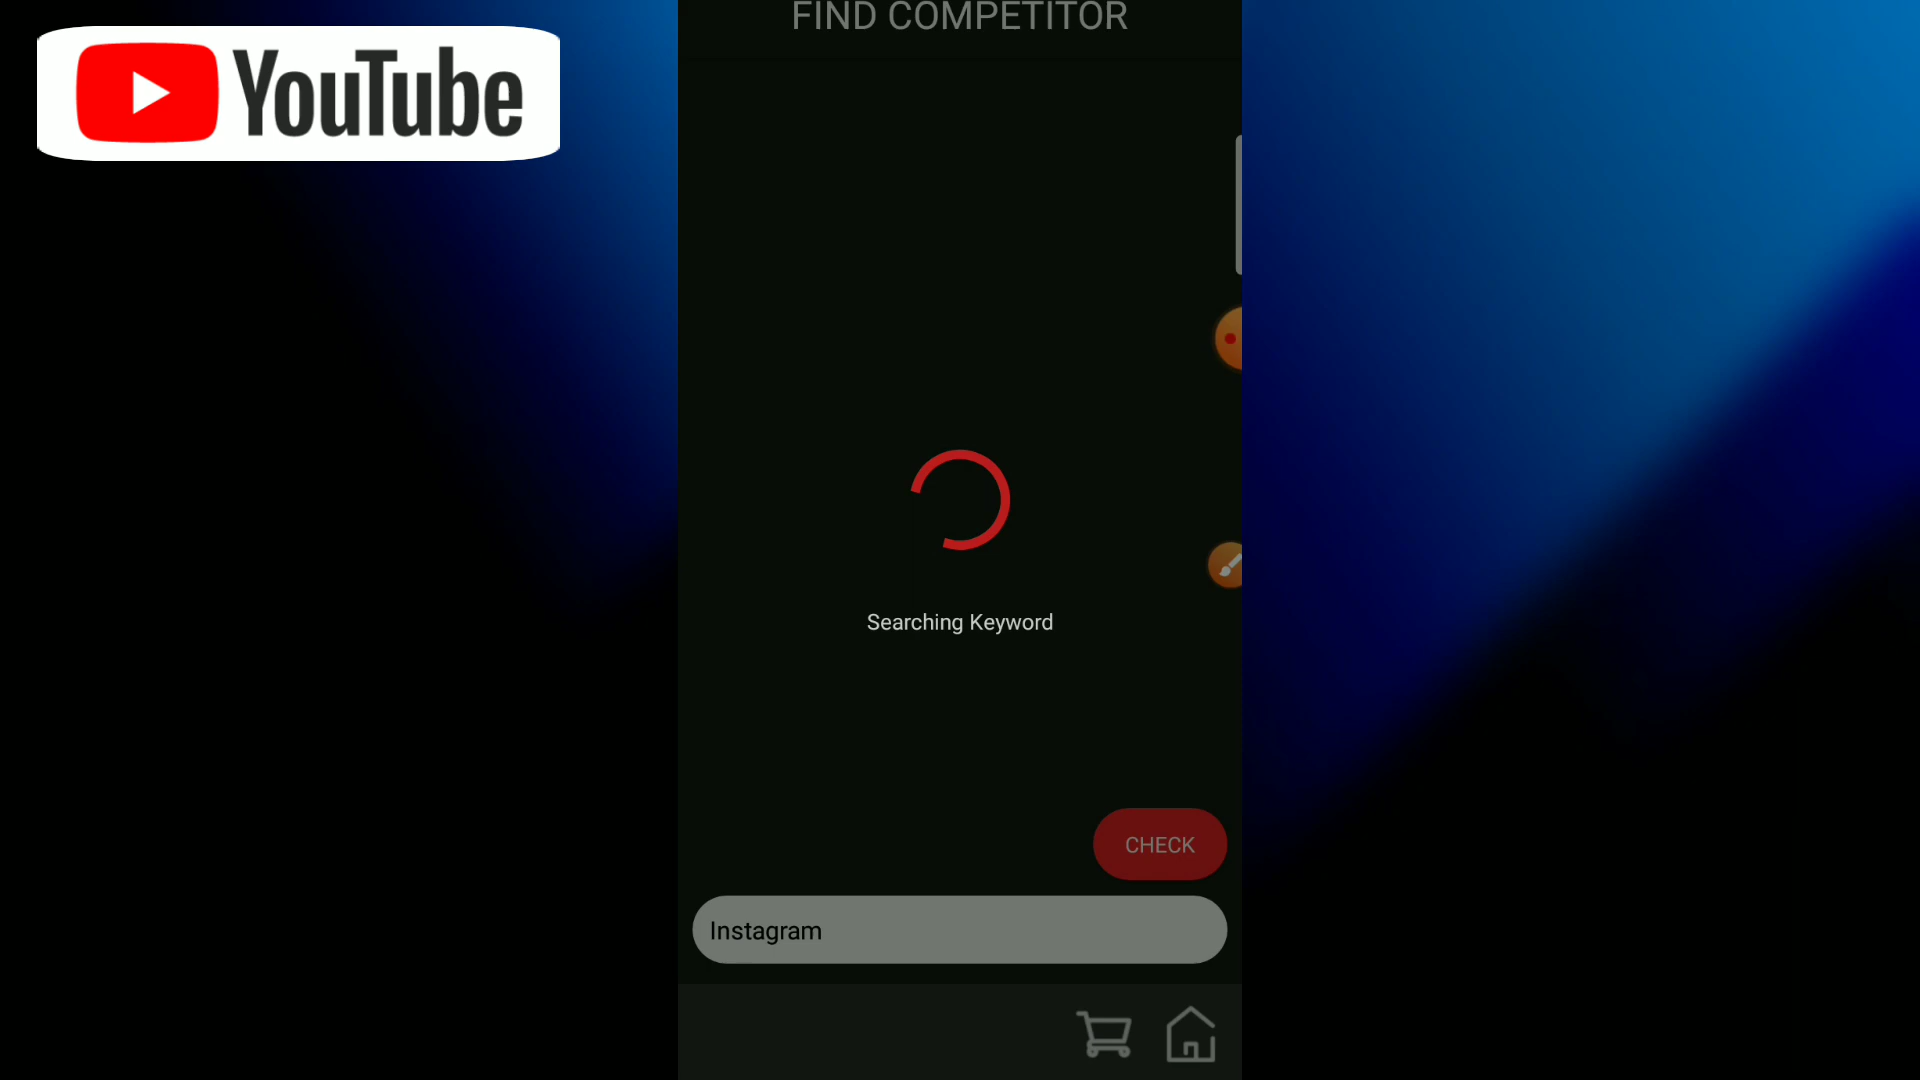 YouTube
FIND COMPETITOR
Searching Keyword
CHECK
Instagram